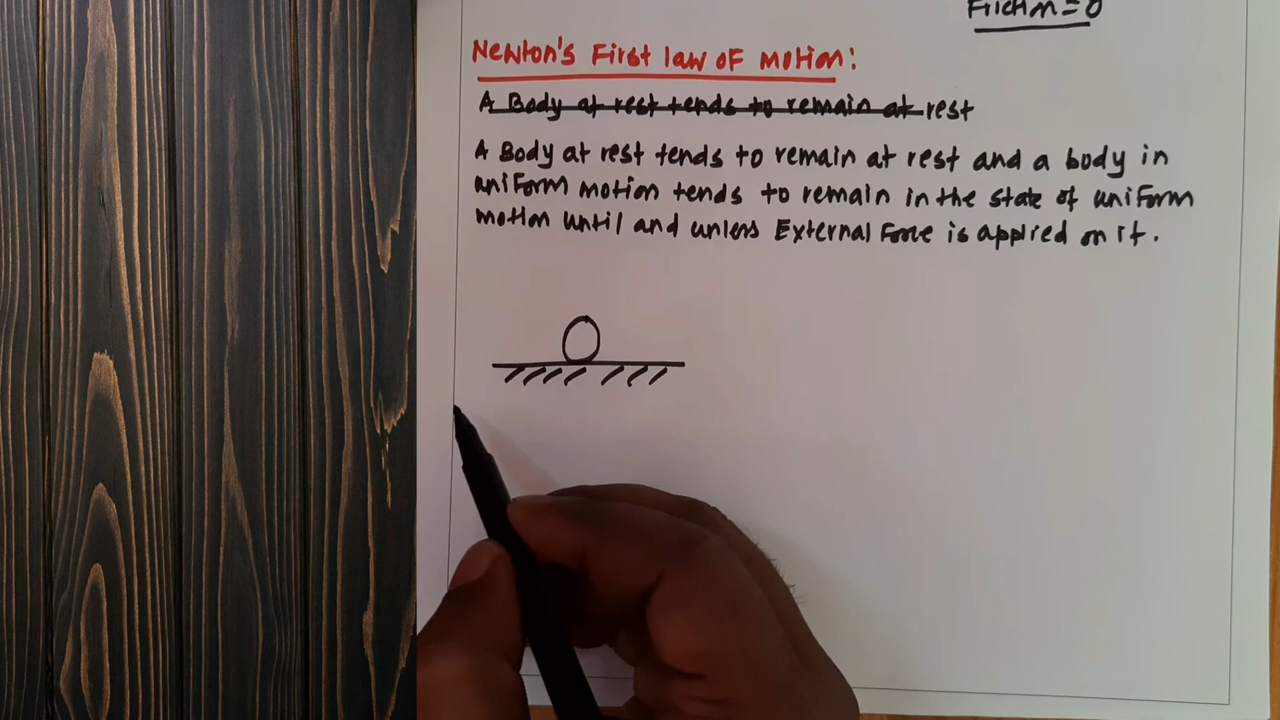 Friction = 0
Newton's First law of motion:
A Body at rest tends to remain at rest
A Body at rest tends to remain at rest and a body in
uniform motion tends to remain in the state of uniform
motion until and unless External Force is applied on it.